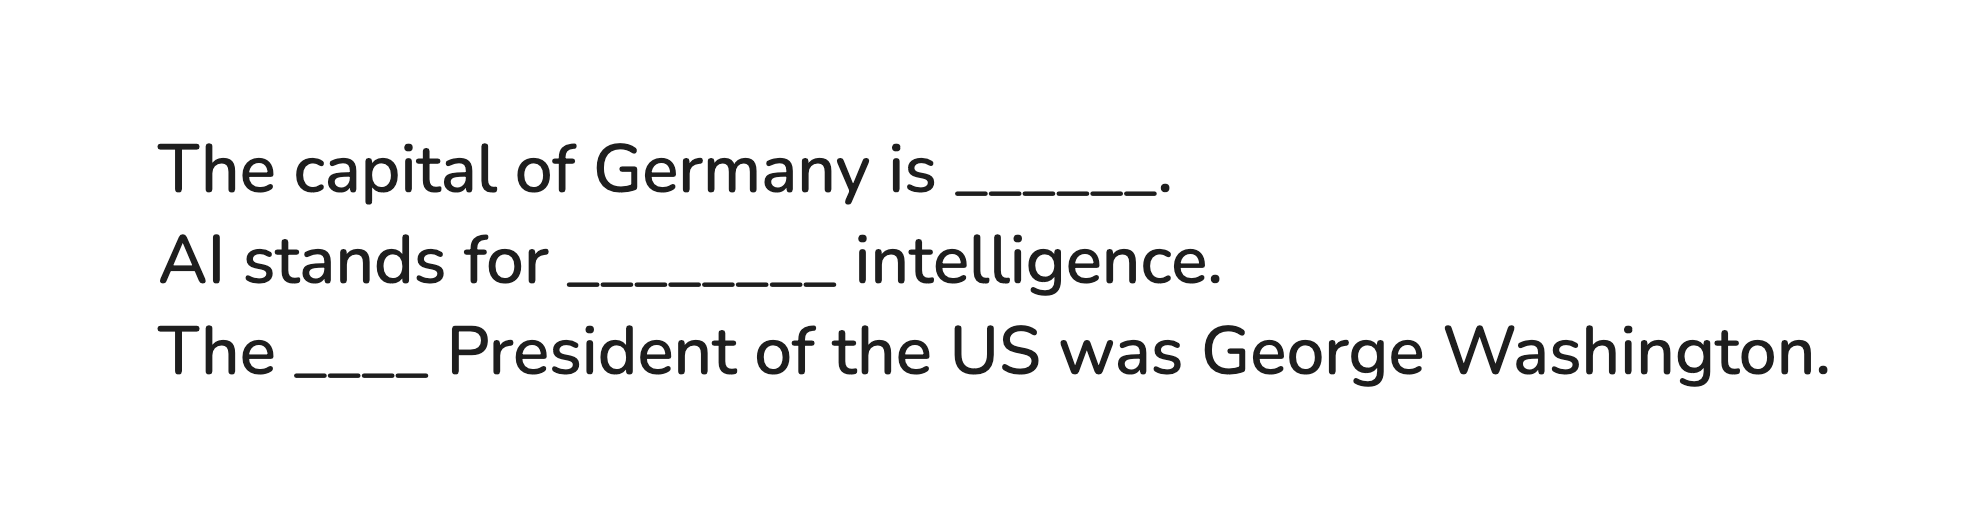 The capital of Germany is ______.
AI stands for ________ intelligence.
The ____ President of the US was George Washington.